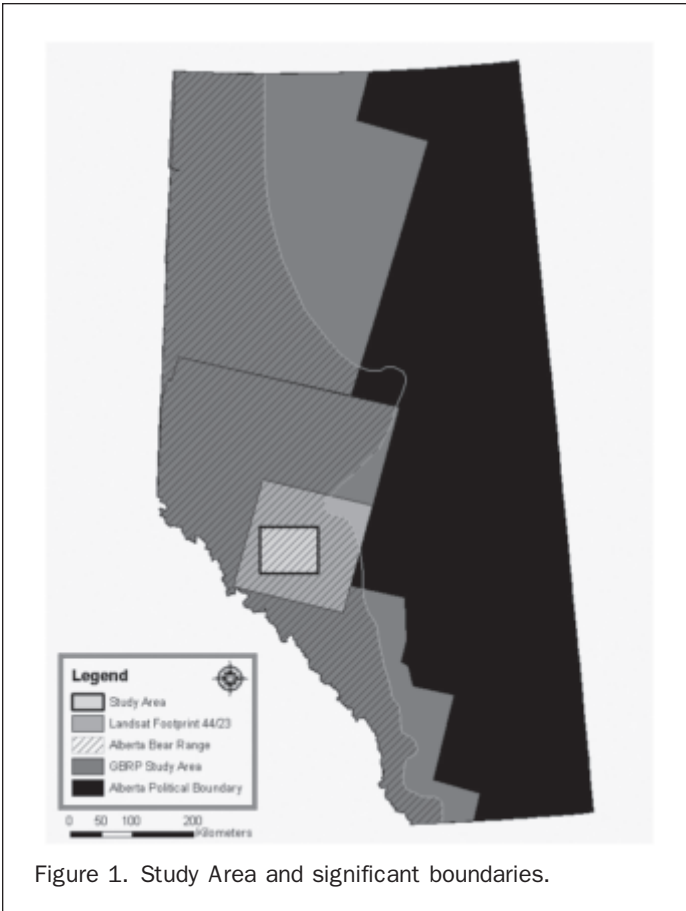 Legend
Study Area
Landsat Footprint 44/23
Alberta Bear Range
GBRP Study Area
Alberta Political Boundary
0 50 100 200
Kilometers
Figure 1. Study Area and significant boundaries.